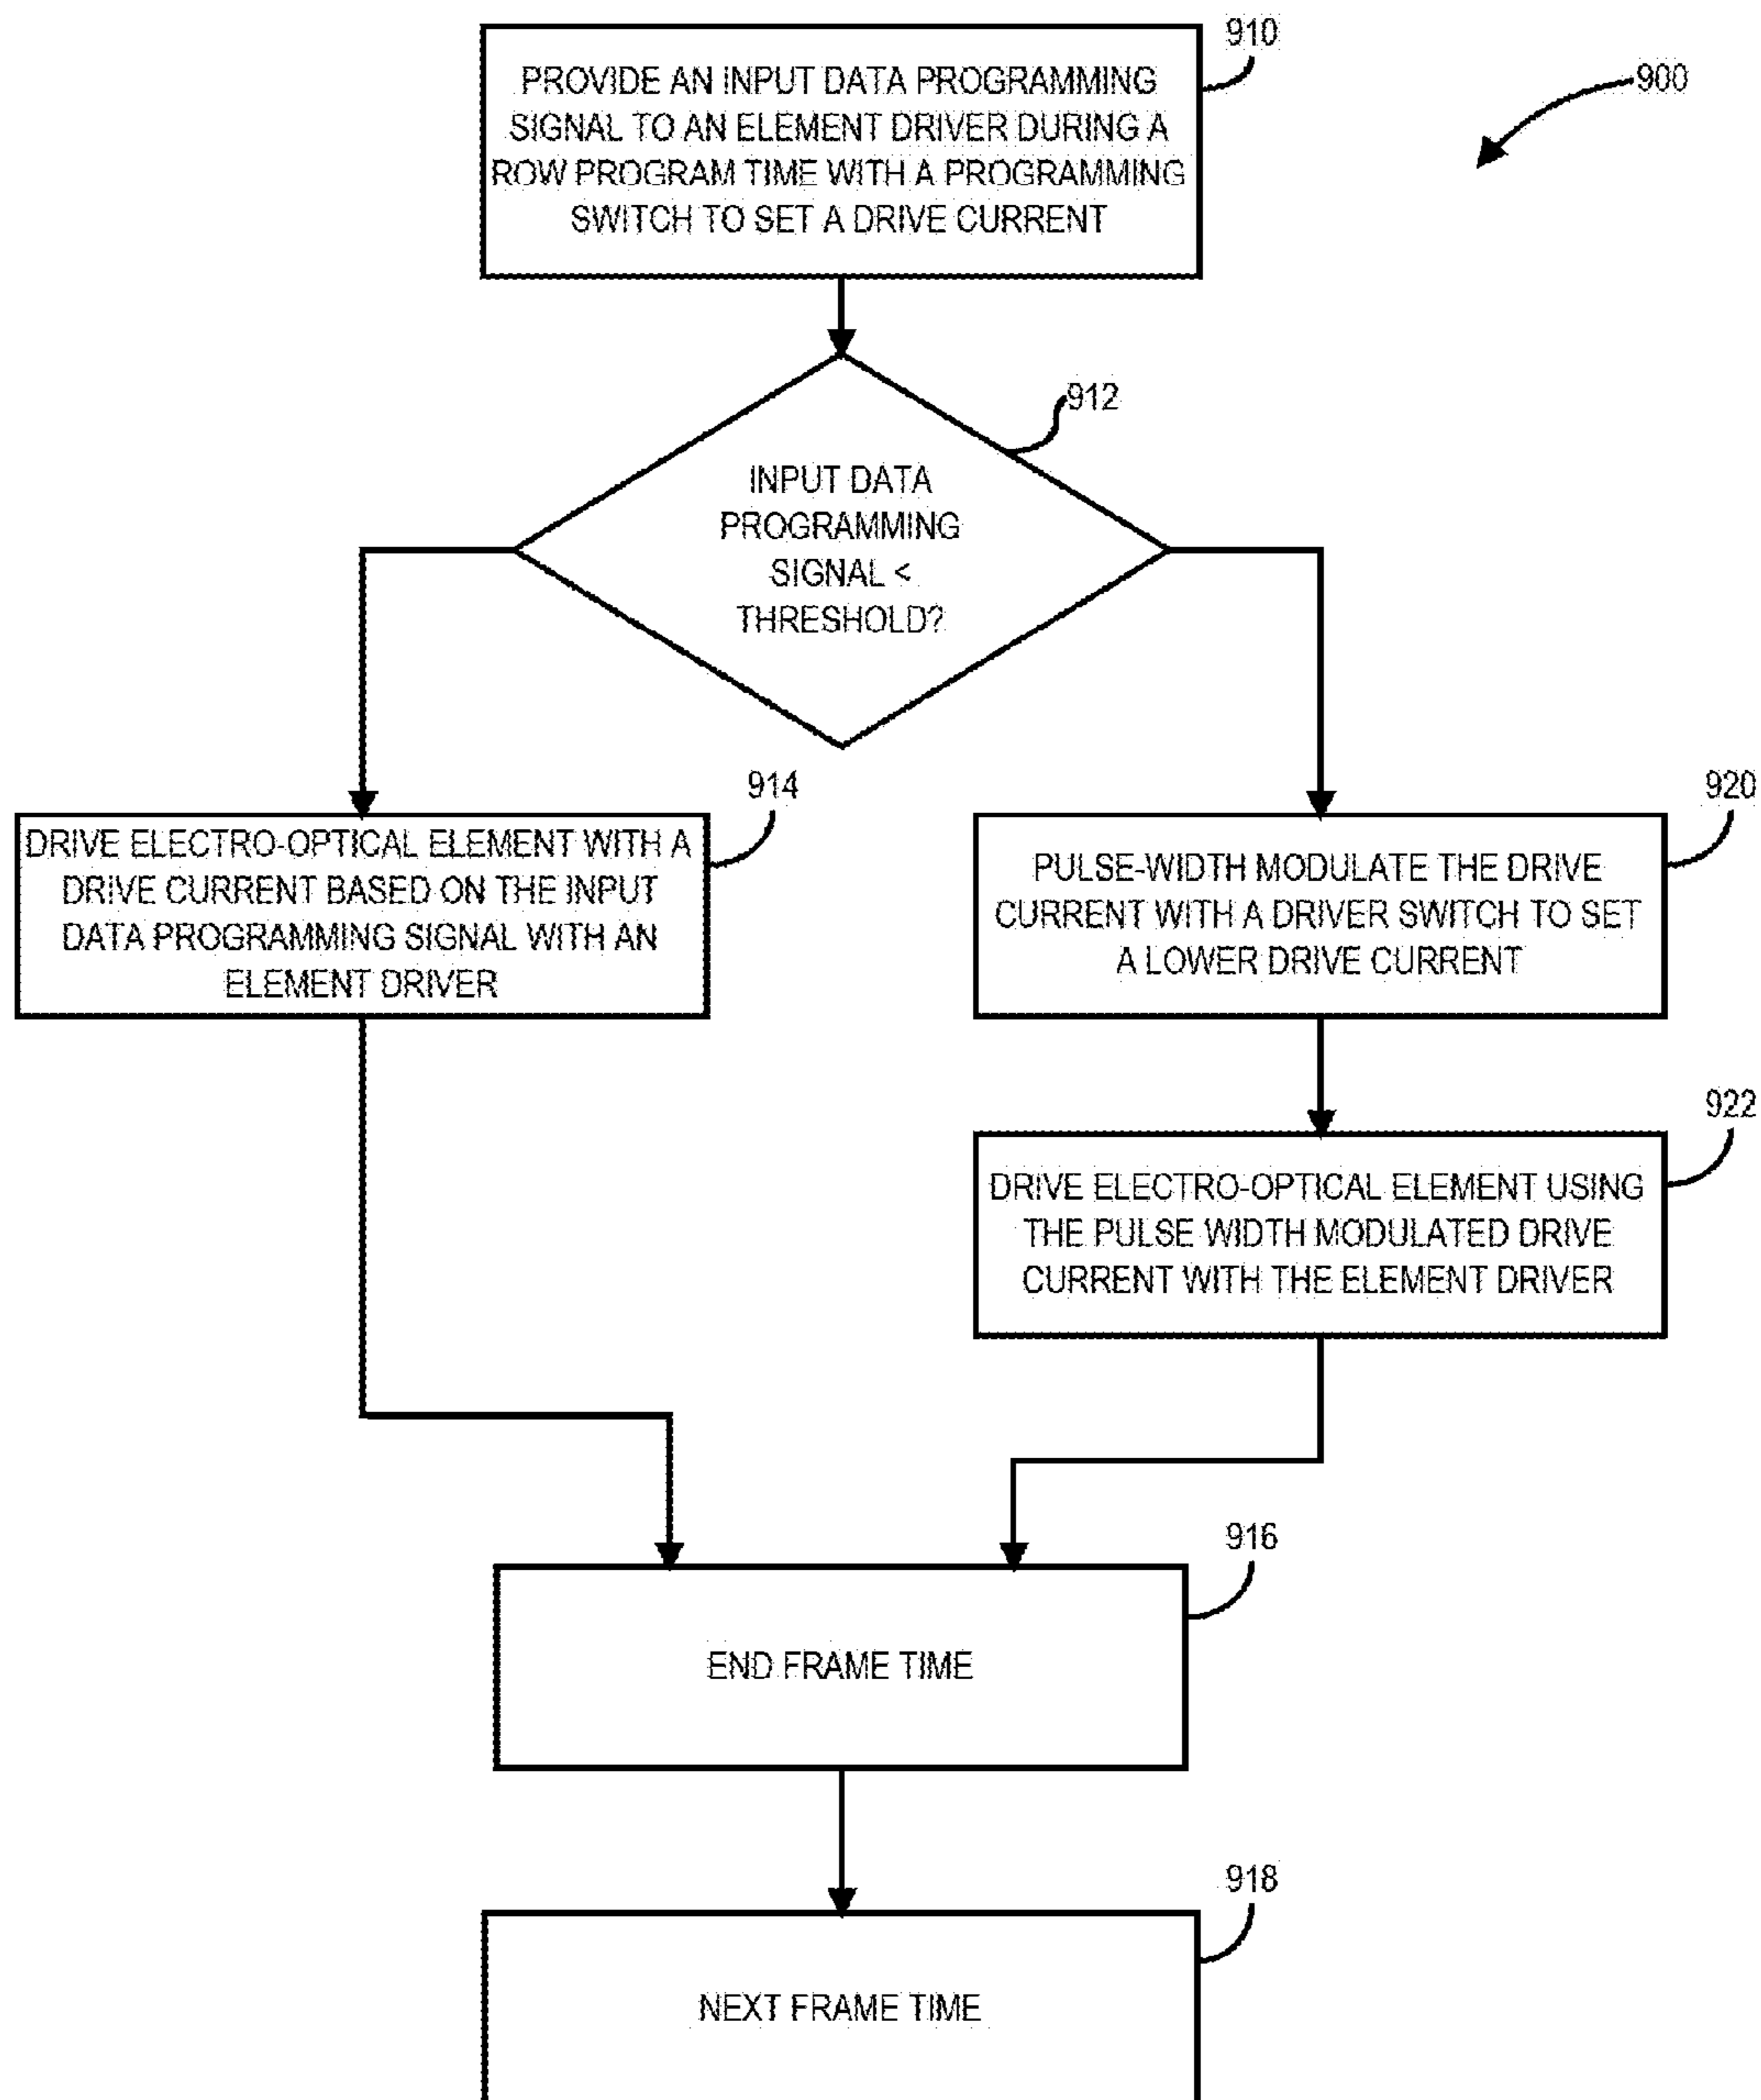 910
900
PROVIDE AN INPUT DATA PROGRAMMING
SIGNAL TO AN ELEMENT DRIVER DURING A
ROW PROGRAM TIME WITH A PROGRAMMING
SWITCH TO SET A DRIVE CURRENT
912
INPUT DATA
PROGRAMMING
SIGNAL <
THRESHOLD?
914
DRIVE ELECTRO-OPTICAL ELEMENT WITH A
DRIVE CURRENT BASED ON THE INPUT
DATA PROGRAMMING SIGNAL WITH AN
ELEMENT DRIVER
920
PULSE-WIDTH MODULATE THE DRIVE
CURRENT WITH A DRIVER SWITCH TO SET
A LOWER DRIVE CURRENT
922
DRIVE ELECTRO-OPTICAL ELEMENT USING
THE PULSE WIDTH MODULATED DRIVE
CURRENT WITH THE ELEMENT DRIVER
916
END FRAME TIME
918
NEXT FRAME TIME